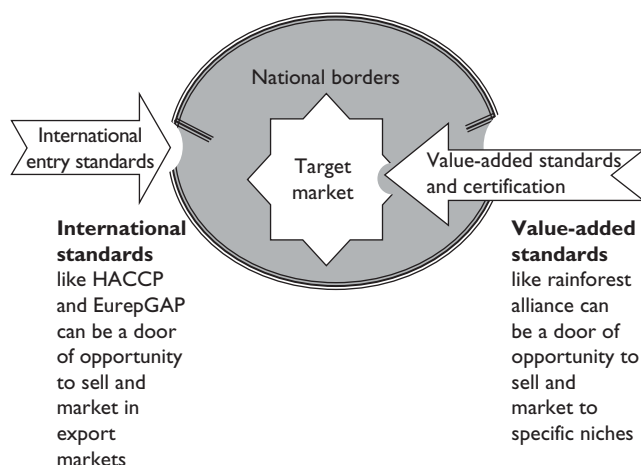 National borders
International
entry standards
Target
market
Value-added standards
and certification
International
standards
like HACCP
and EurepGAP
can be a door
of opportunity
to sell and
market in
export
markets
Value-added
standards
like rainforest
alliance can
be a door of
opportunity to
sell and
market to
specific niches